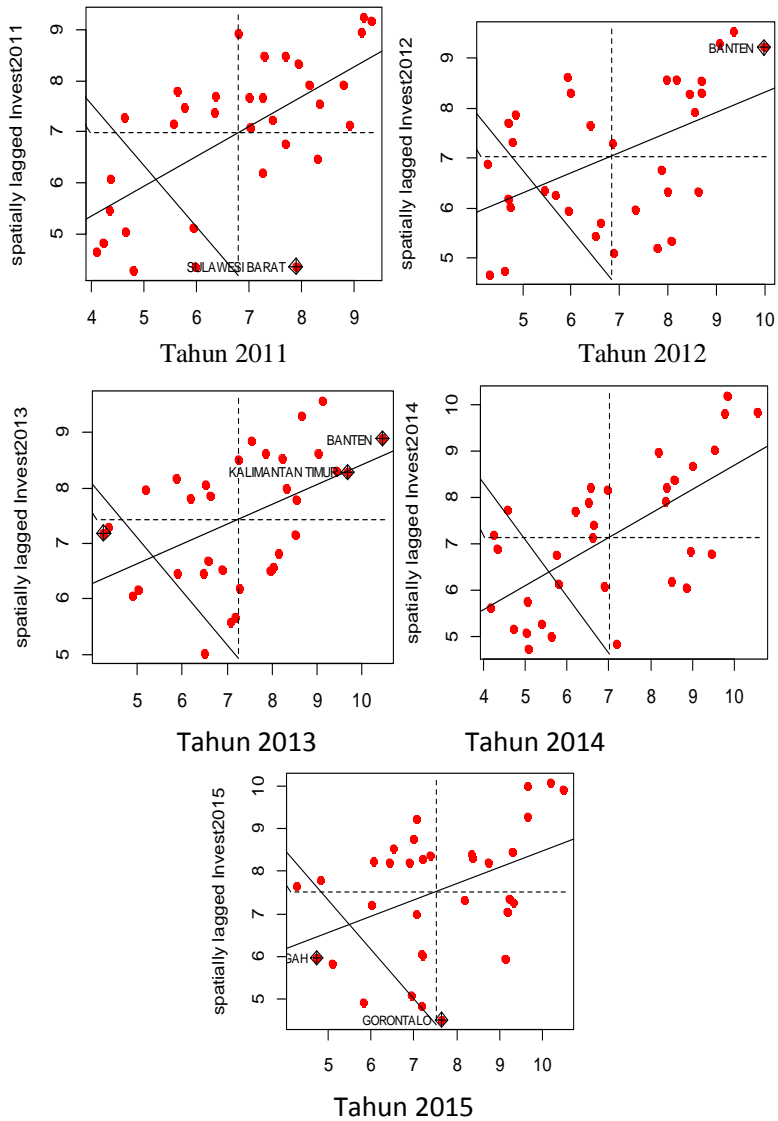 spatially lagged Invest2011
9
8
7
6
5
SULAWESI BARAT
4 5 6 7 8 9
Tahun 2011
spatially lagged Invest2012
9
8
7
6
5
BANTEN
4 5 6 7 8 9 10
Tahun 2012
spatially lagged Invest2013
9
8
7
6
5
BANTEN
KALIMANTAN TIMUR
5 6 7 8 9 10
Tahun 2013
spatially lagged Invest2014
10
9
8
7
6
5
4 5 6 7 8 9 10
Tahun 2014
spatially lagged Invest2015
10
9
8
7
6
5
GAH
GORONTALO
5 6 7 8 9 10
Tahun 2015